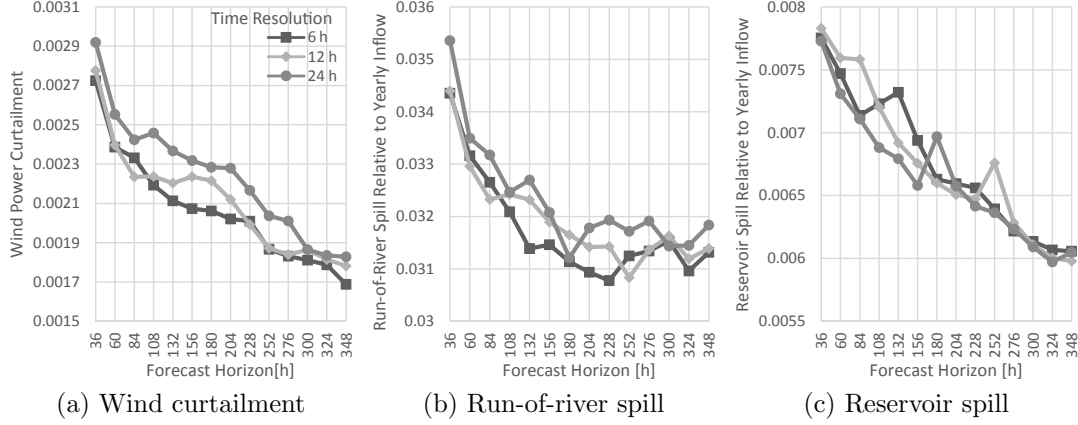 Time Resolution
6 h
12 h
24 h
Wind Power Curtailment
0.0031
0.0029
0.0027
0.0025
0.0023
0.0021
0.0019
0.0017
0.0015
36 60 84 108 132 156 180 204 228 252 276 300 324 348
Forecast Horizon[h]
(a) Wind curtailment
Run-of-River Spill Relative to Yearly Inflow
0.036
0.035
0.034
0.033
0.032
0.031
0.03
36 60 84 108 132 156 180 204 228 252 276 300 324 348
Forecast Horizon [h]
(b) Run-of-river spill
Reservoir Spill Relative to Yearly Inflow
0.008
0.0075
0.007
0.0065
0.006
0.0055
36 60 84 108 132 156 180 204 228 252 276 300 324 348
Forecast Horizon [h]
(c) Reservoir spill